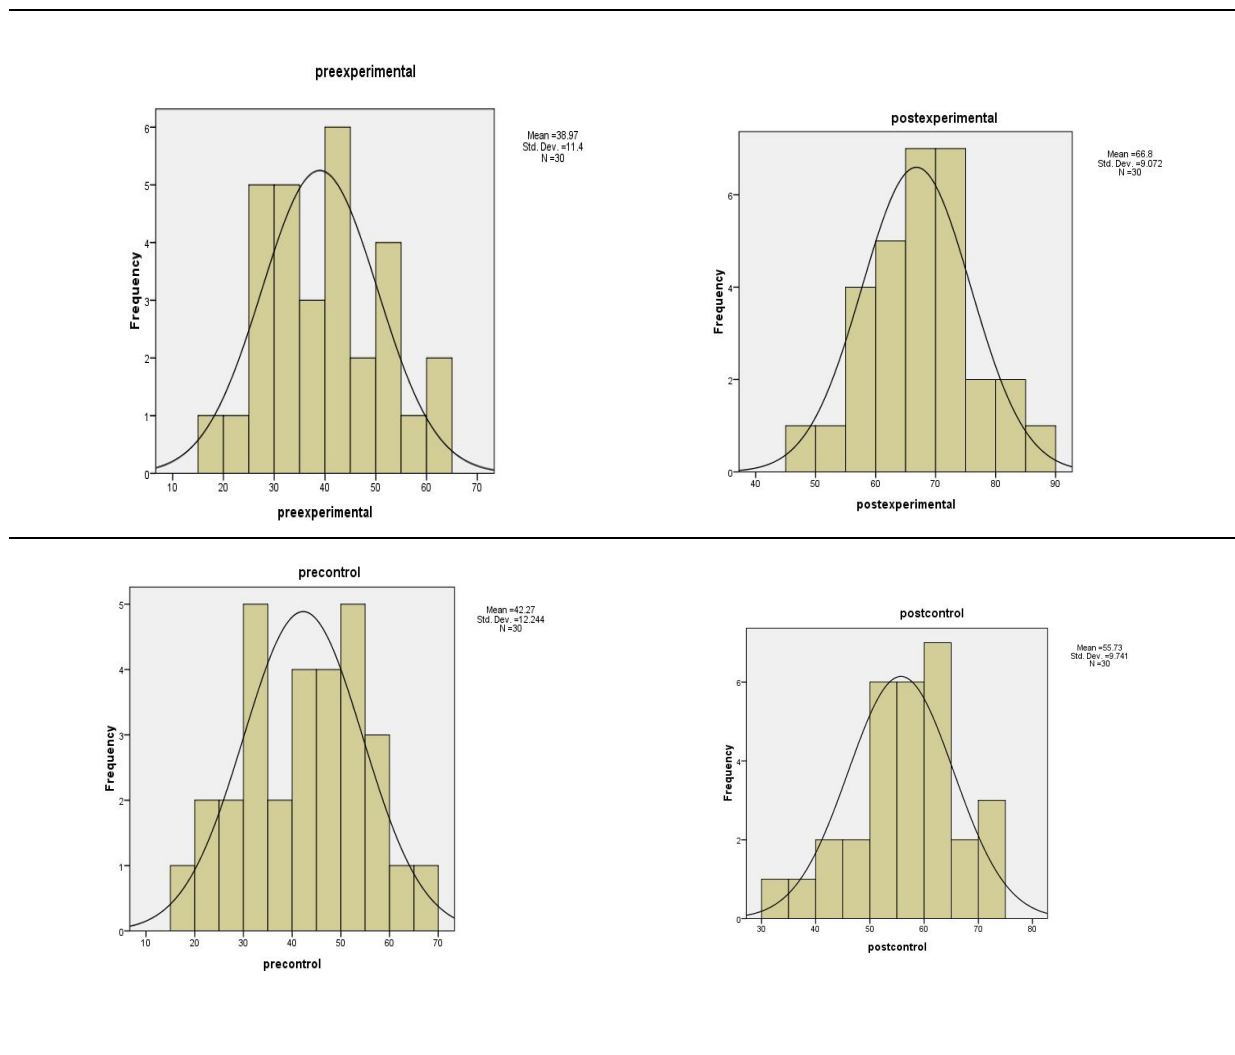 preexperimental
Mean =38.97
Std. Dev. =11.4
N =30
Frequency
6
5
4
3
2
1
0
10 20 30 40 50 60 70
preexperimental
postexperimental
Mean =66.8
Std. Dev. =9.072
N =30
Frequency
6
4
2
0
40 50 60 70 80 90
postexperimental
precontrol
Mean =42.27
Std. Dev. =12.244
N =30
Frequency
5
4
3
2
1
0
10 20 30 40 50 60 70
precontrol
postcontrol
Mean =55.73
Std. Dev. =9.741
N =30
Frequency
6
4
2
0
30 40 50 60 70 80
postcontrol